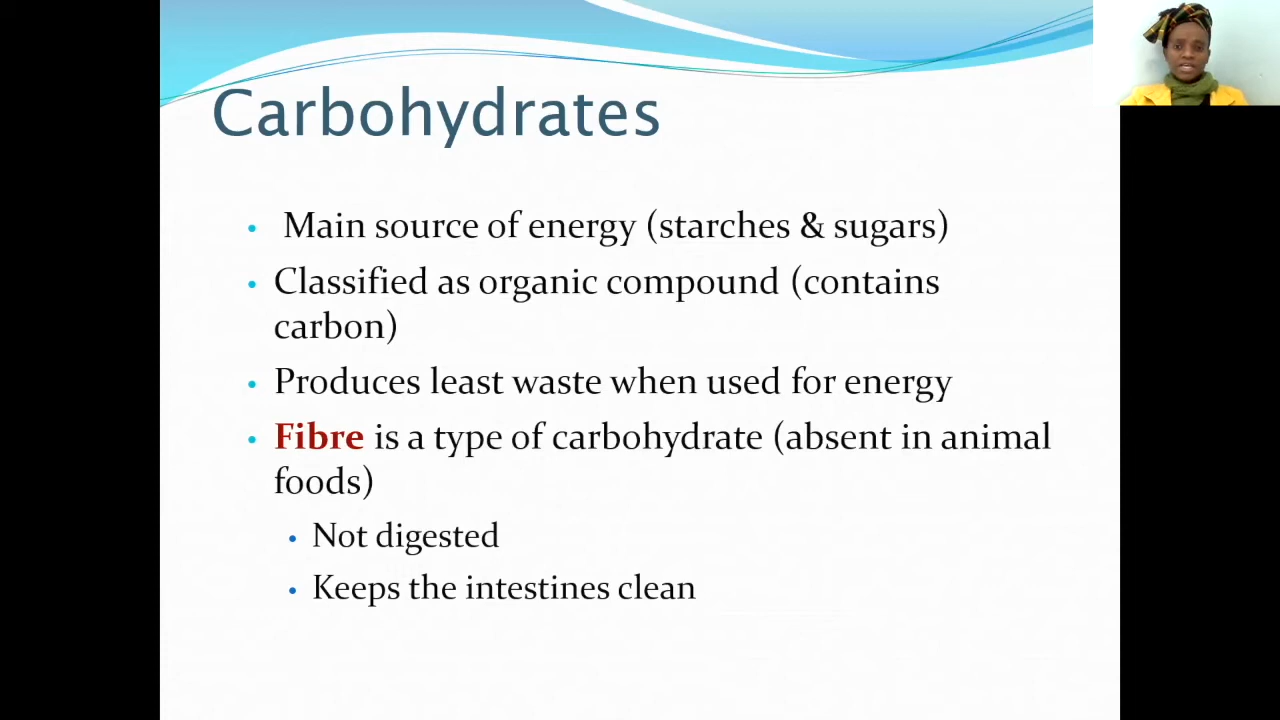 Carbohydrates
• Main source of energy (starches & sugars)
• Classified as organic compound (contains
carbon)
• Produces least waste when used for energy
• Fibre is a type of carbohydrate (absent in animal
foods)
• Not digested
• Keeps the intestines clean